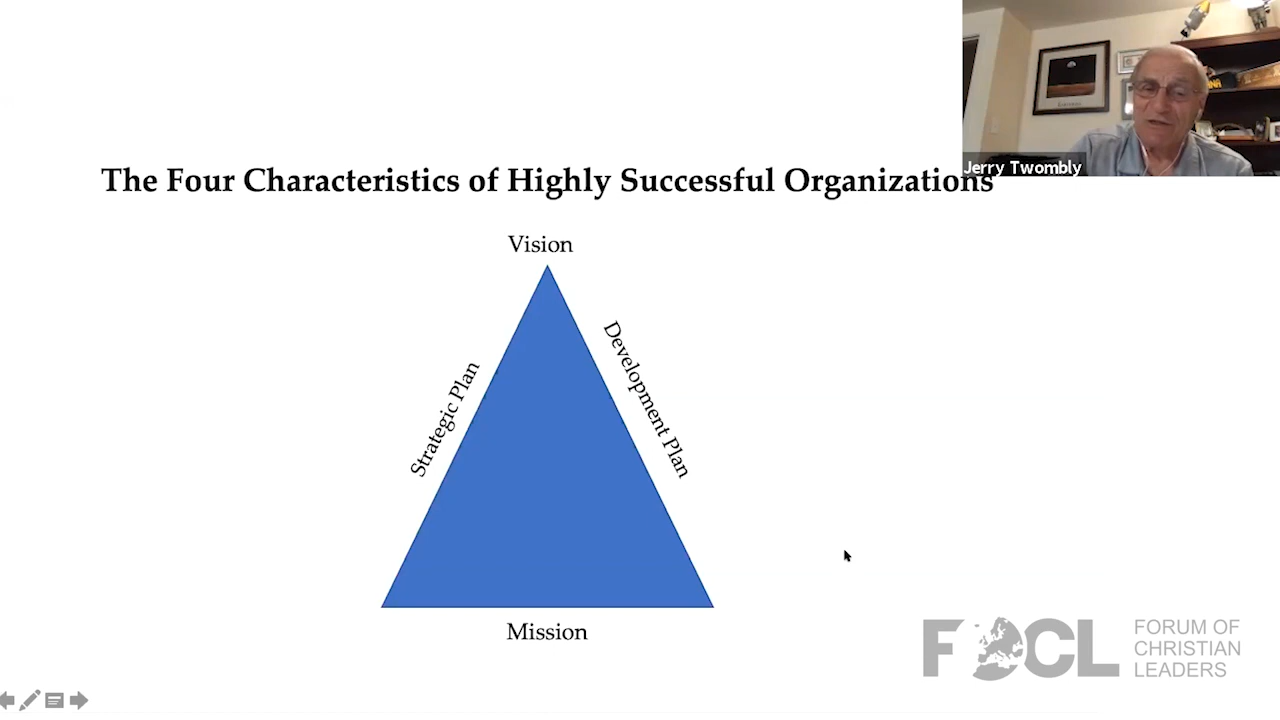 Jerry Twombly
The Four Characteristics of Highly Successful Organizations
Vision
Strategic Plan
Development Plan
Mission
FOCL
FORUM OF
CHRISTIAN
LEADERS